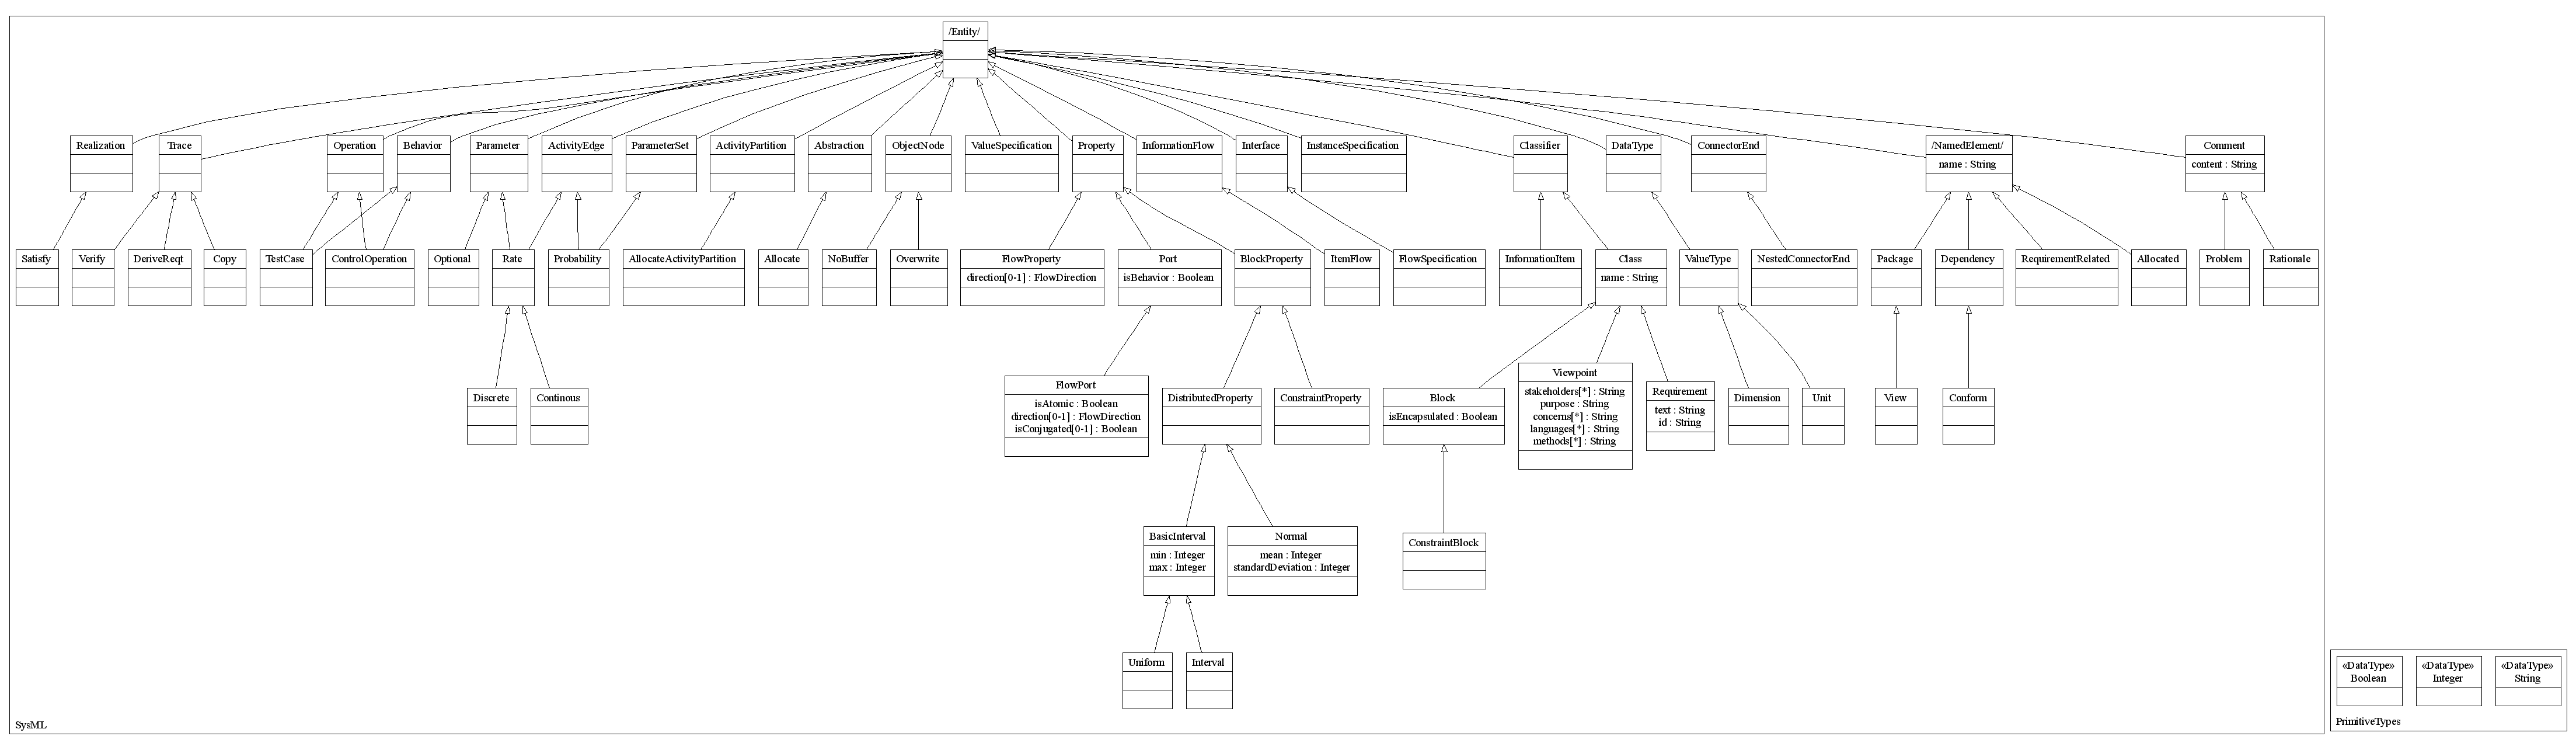 /Entity/
Realization
Trace
Operation
Behavior
Parameter
ActivityEdge
ParameterSet
ActivityPartition
Abstraction
ObjectNode
ValueSpecification
Property
InformationFlow
Interface
InstanceSpecification
Classifier
DataType
ConnectorEnd
/NamedElement/
name : String
Comment
content : String
Satisfy
Verify
DeriveReqt
Copy
TestCase
ControlOperation
Optional
Rate
Probability
AllocateActivityPartition
Allocate
NoBuffer
Overwrite
FlowProperty
direction[0-1] : FlowDirection
Port
isBehavior : Boolean
BlockProperty
ItemFlow
FlowSpecification
InformationItem
Class
name : String
ValueType
NestedConnectorEnd
Package
Dependency
RequirementRelated
Allocated
Problem
Rationale
Discrete
Continous
FlowPort
isAtomic : Boolean
direction[0-1] : FlowDirection
isConjugated[0-1] : Boolean
DistributedProperty
ConstraintProperty
Block
isEncapsulated : Boolean
Viewpoint
stakeholders[*] : String
purpose : String
concerns[*] : String
languages[*] : String
methods[*] : String
Requirement
text : String
id : String
Dimension
Unit
View
Conform
BasicInterval
min : Integer
max : Integer
Normal
mean : Integer
standardDeviation : Integer
ConstraintBlock
Uniform
Interval
SysML
«DataType»
Boolean
«DataType»
Integer
«DataType»
String
PrimitiveTypes